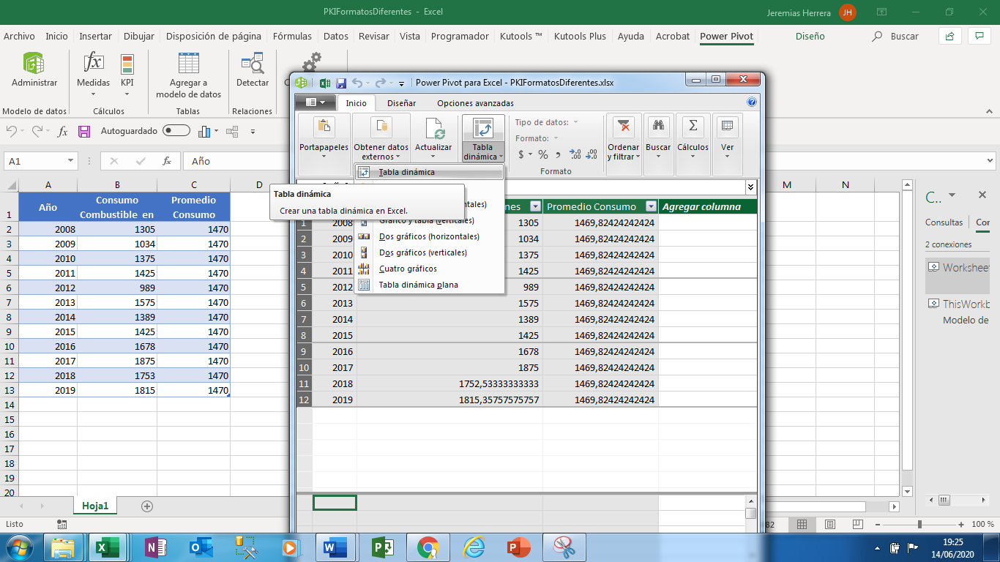 PKIFormatosDiferentes - Excel
Jeremias Herrera JH
Archivo Inicio Insertar Dibujar Disposición de página Fórmulas Datos Revisar Vista Programador Kutools ™ Kutools Plus Ayuda Acrobat Power Pivot Diseño Buscar
Administrar
Medidas
KPI
Agregar a
modelo de datos
Detectar
Modelo de datos Cálculos Tablas Relaciones
Autoguardado
A1 fx Año
A B C D M N
1 Año Consumo Combustible en Promedio Consumo
2 2008 1305 1470
3 2009 1034 1470
4 2010 1375 1470
5 2011 1425 1470
6 2012 989 1470
7 2013 1575 1470
8 2014 1389 1470
9 2015 1425 1470
10 2016 1678 1470
11 2017 1875 1470
12 2018 1753 1470
13 2019 1815 1470
14
15
16
17
18
19
20
Hoja1
Listo
Power Pivot para Excel - PKIFormatosDiferentes.xlsx
Inicio Diseñar Opciones avanzadas
Portapapeles
Obtener datos
externos
Actualizar
Tabla
dinámica
Tipo de datos:
Formato:
$ % ,
Formato
Ordenar
y filtrar
Buscar
Cálculos
Ver
Tabla dinámica
Tabla dinámica
Crear una tabla dinámica en Excel.
ntales)
Gráfico y tabla (verticales)
Dos gráficos (horizontales)
Dos gráficos (verticales)
Cuatro gráficos
Tabla dinámica plana
nes Promedio Consumo Agregar columna
1 2008 1305 1469,82424242424
2 2009 1034 1469,82424242424
3 2010 1375 1469,82424242424
4 2011 1425 1469,82424242424
5 2012 989 1469,82424242424
6 2013 1575 1469,82424242424
7 2014 1389 1469,82424242424
8 2015 1425 1469,82424242424
9 2016 1678 1469,82424242424
10 2017 1875 1469,82424242424
11 2018 1752,53333333333 1469,82424242424
12 2019 1815,35757575757 1469,82424242424
C..
Consultas Co
2 conexiones
Workshee
ThisWorkb
Modelo de
82
100 %
19:25
14/06/2020